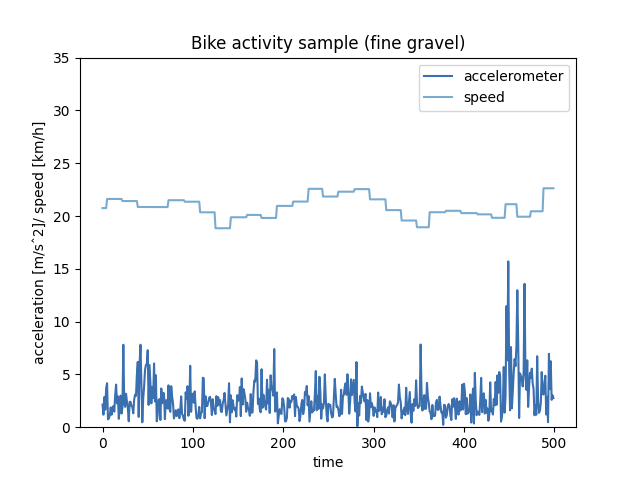 Bike activity sample (fine gravel)
accelerometer
speed
acceleration [m/s^2]/ speed [km/h]
35
30
25
20
15
10
5
0
0
100
200
300
400
500
time